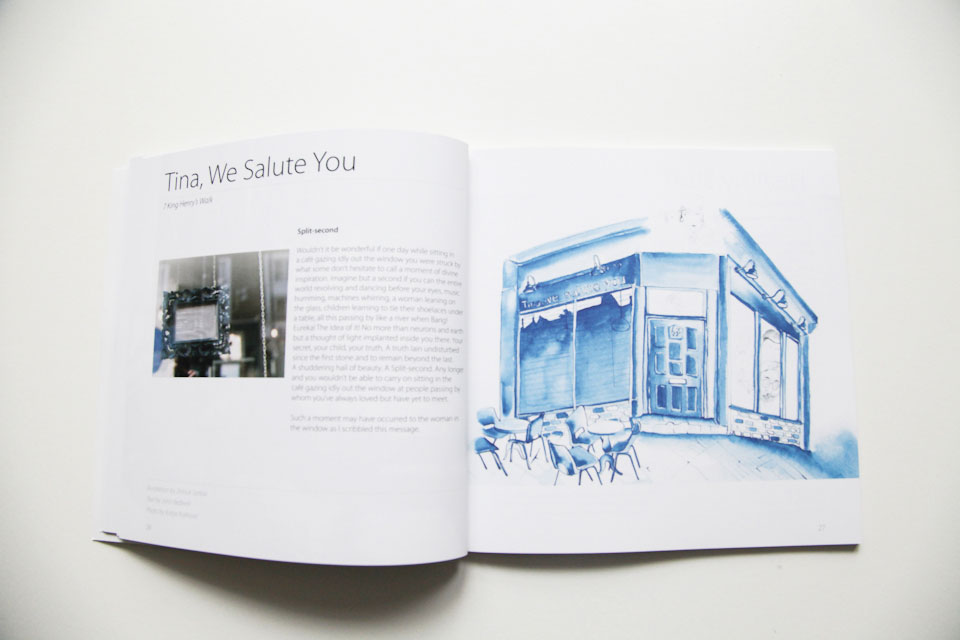 Tina, We Salute You
7 King Henry's Walk
Split-second
Wouldn't it be wonderful if one day while sitting in
a café gazing idly out the window you were struck by
what some don't hesitate to call a moment of divine
inspiration. Imagine but a second if you can the entire
world revolving and dancing before your eyes, music
humming, machines whirring, a woman leaning on
the glass, children learning to tie their shoelaces under
a table, all this passing by like a river when Bang!
Eureka! The idea of it! No more than neurons and earth
but a thought of light implanted inside you there. Your
secret, your child, your truth. A truth lain undisturbed
since the first stone and to remain beyond the last.
A shuddering hall of beauty. A Split-second. Any longer
and you wouldn't be able to carry on sitting in the
café gazing idly out the window at people passing by
whom you've always loved but have yet to meet.
Such a moment may have occurred to the woman in
the window as I scribbled this message.
Illustration by
Text by
Photo by
26
27